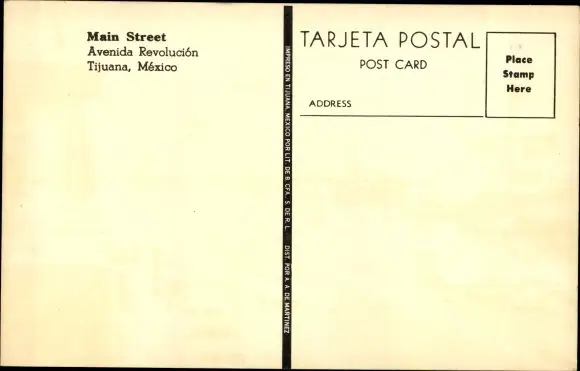 Main Street
Avenida Revolución
Tijuana, México
IMPRESO EN TIJUANA, MEXICO POR LIT. DE B. CFA. S. DE R. L. DIST. POR A. A. DE MARTINEZ
TARJETA POSTAL
POST CARD
Place
Stamp
Here
ADDRESS